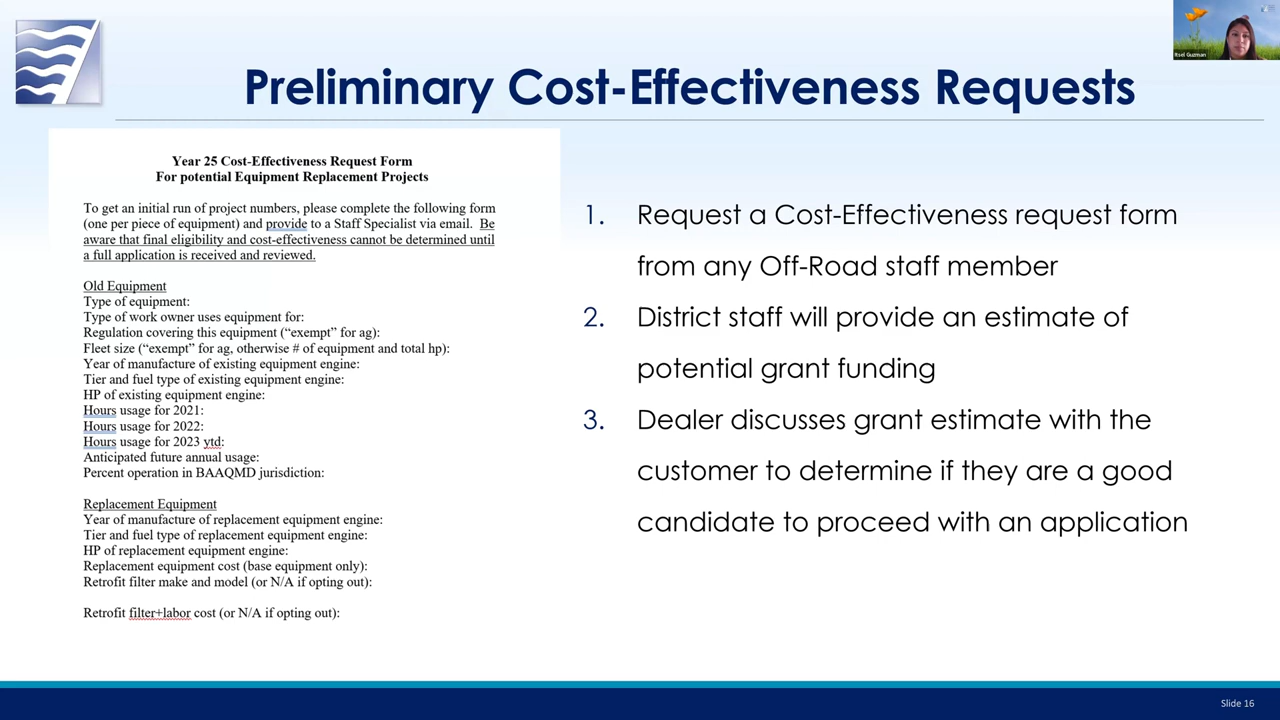 Itsel Guzman
Preliminary Cost-Effectiveness Requests
Year 25 Cost-Effectiveness Request Form
For potential Equipment Replacement Projects
To get an initial run of project numbers, please complete the following form
(one per piece of equipment) and provide to a Staff Specialist via email. Be
aware that final eligibility and cost-effectiveness cannot be determined until
a full application is received and reviewed.
Old Equipment
Type of equipment:
Type of work owner uses equipment for:
Regulation covering this equipment (“exempt” for ag):
Fleet size (“exempt” for ag, otherwise # of equipment and total hp):
Year of manufacture of existing equipment engine:
Tier and fuel type of existing equipment engine:
HP of existing equipment engine:
Hours usage for 2021:
Hours usage for 2022:
Hours usage for 2023 ytd:
Anticipated future annual usage:
Percent operation in BAAQMD jurisdiction:
Replacement Equipment
Year of manufacture of replacement equipment engine:
Tier and fuel type of replacement equipment engine:
HP of replacement equipment engine:
Replacement equipment cost (base equipment only):
Retrofit filter make and model (or N/A if opting out):
Retrofit filter+labor cost (or N/A if opting out):
1. Request a Cost-Effectiveness request form
from any Off-Road staff member
2. District staff will provide an estimate of
potential grant funding
3. Dealer discusses grant estimate with the
customer to determine if they are a good
candidate to proceed with an application
Slide 16